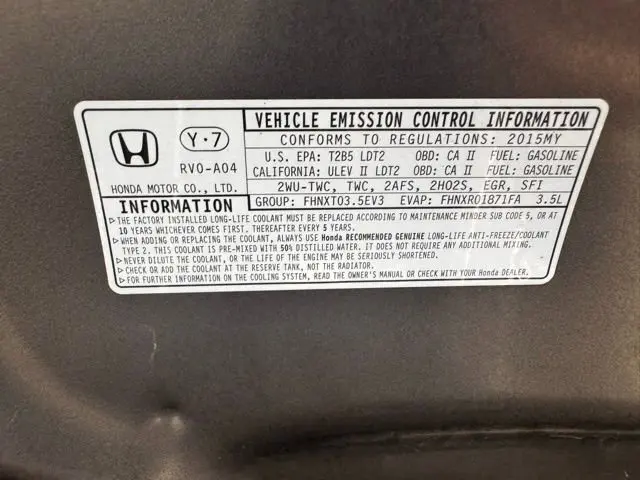 VEHICLE EMISSION CONTROL INFORMATION
Y·7
CONFORMS TO REGULATIONS: 2015MY
RV0-A04
U.S. EPA: T2B5 LDT2 OBD: CA II FUEL: GASOLINE
CALIFORNIA: ULEV II LDT2 OBD: CA II FUEL: GASOLINE
HONDA MOTOR CO., LTD.
2WU-TWC, TWC, 2AFS, 2HO2S, EGR, SFI
INFORMATION
GROUP: FHNXT03.5EV3 EVAP: FHNXR01871FA 3.5L
▷THE FACTORY INSTALLED LONG-LIFE COOLANT MUST BE REPLACED ACCORDING TO MAINTENANCE MINDER SUB CODE 5, OR AT
10 YEARS WHICHEVER COMES FIRST. THEREAFTER EVERY 5 YEARS.
▷WHEN ADDING OR REPLACING THE COOLANT, ALWAYS USE Honda RECOMMENDED GENUINE LONG-LIFE ANTI-FREEZE/COOLANT
TYPE 2. THIS COOLANT IS PRE-MIXED WITH 50% DISTILLED WATER. IT DOES NOT REQUIRE ANY ADDITIONAL MIXING.
▷NEVER DILUTE THE COOLANT, OR THE LIFE OF THE ENGINE MAY BE SERIOUSLY SHORTENED.
▷CHECK OR ADD THE COOLANT AT THE RESERVE TANK, NOT THE RADIATOR.
▷FOR FURTHER INFORMATION ON THE COOLING SYSTEM, READ THE OWNER'S MANUAL OR CHECK WITH YOUR Honda DEALER.